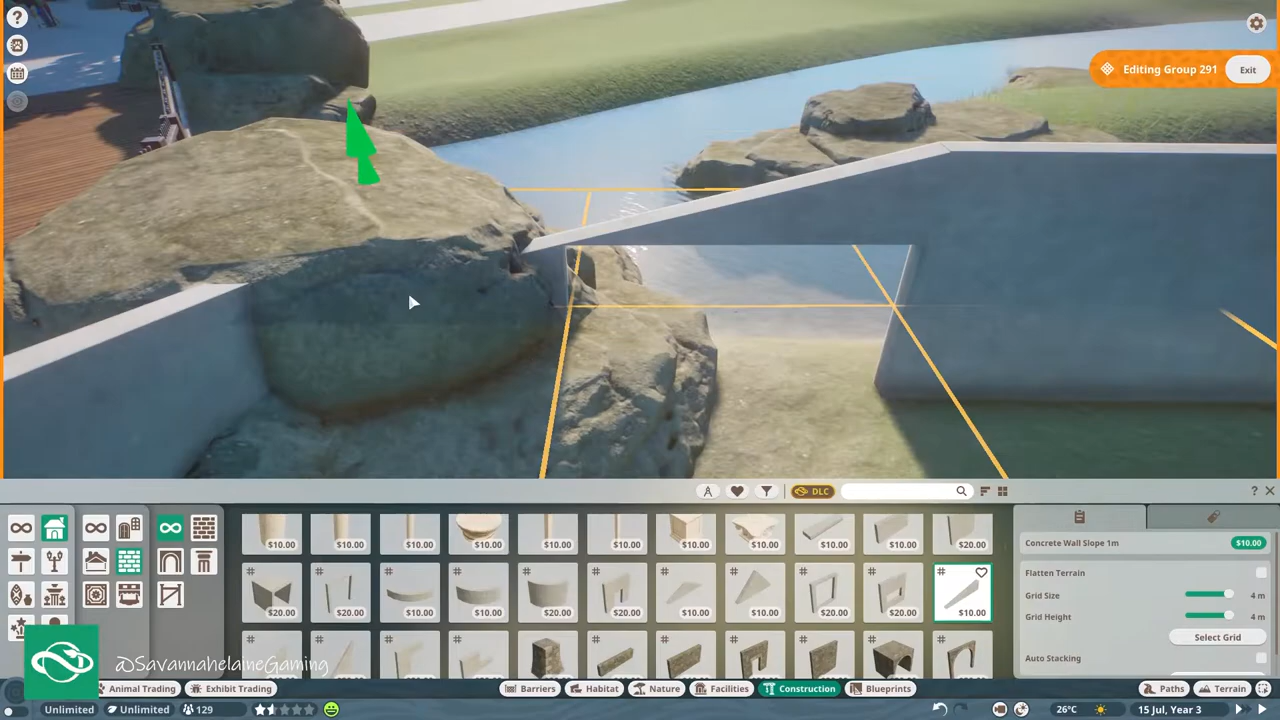 Editing Group 291
Exit
DLC
$10.00 $10.00 $10.00 $10.00 $10.00 $10.00 $10.00 $10.00 $10.00 $10.00 $20.00
$20.00 $20.00 $10.00 $10.00 $20.00 $20.00 $10.00 $10.00 $20.00 $20.00 $10.00
Concrete Wall Slope 1m
$10.00
Flatten Terrain
Grid Size
4 m
Grid Height
4 m
Select Grid
Auto Stacking
@SavannahelaineGaming
Animal Trading
Exhibit Trading
Barriers
Habitat
Nature
Facilities
Construction
Blueprints
Paths
Terrain
Unlimited
Unlimited
129
26°C
15 Jul, Year 3